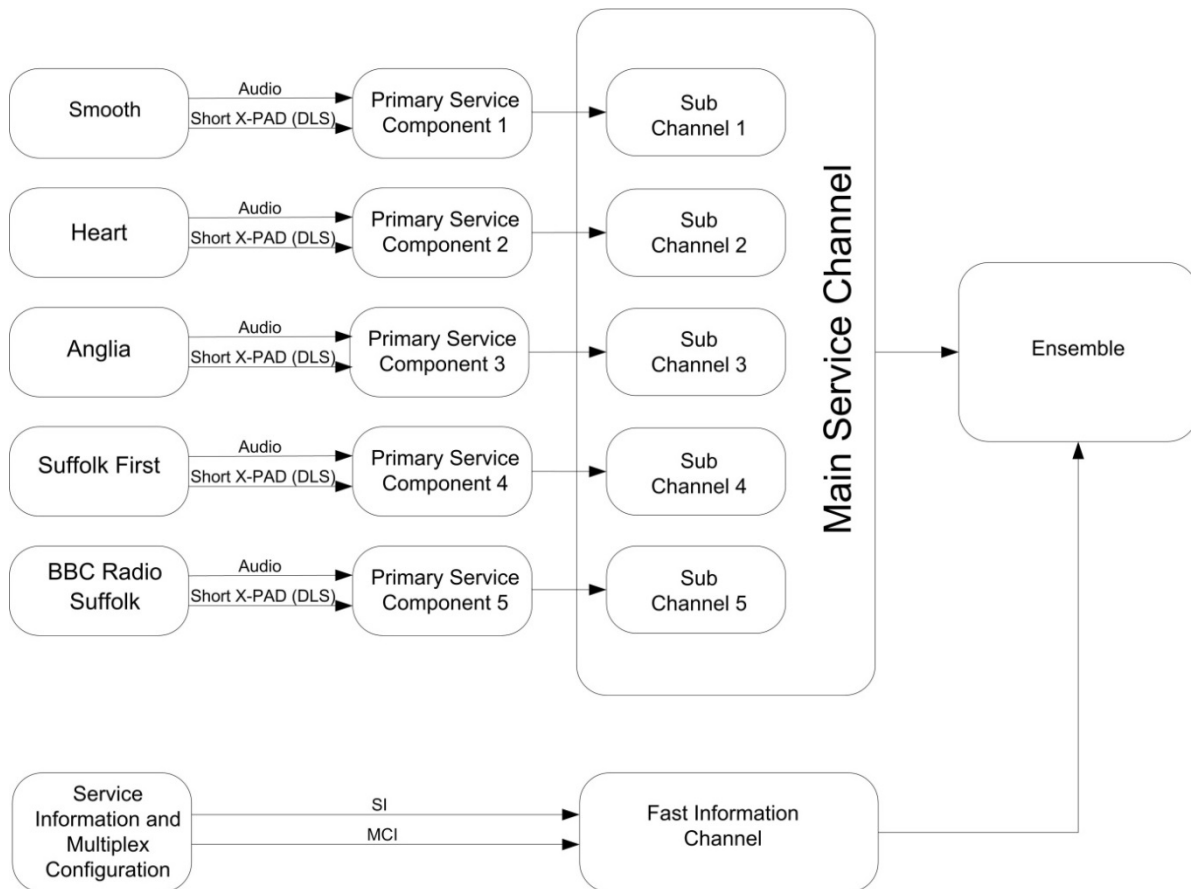 Smooth
Audio
Short X-PAD (DLS)
Primary Service
Component 1
Sub
Channel 1
Heart
Audio
Short X-PAD (DLS)
Primary Service
Component 2
Sub
Channel 2
Anglia
Audio
Short X-PAD (DLS)
Primary Service
Component 3
Sub
Channel 3
Suffolk First
Audio
Short X-PAD (DLS)
Primary Service
Component 4
Sub
Channel 4
BBC Radio
Suffolk
Audio
Short X-PAD (DLS)
Primary Service
Component 5
Sub
Channel 5
Main Service Channel
Ensemble
Service
Information and
Multiplex
Configuration
SI
MCI
Fast Information
Channel